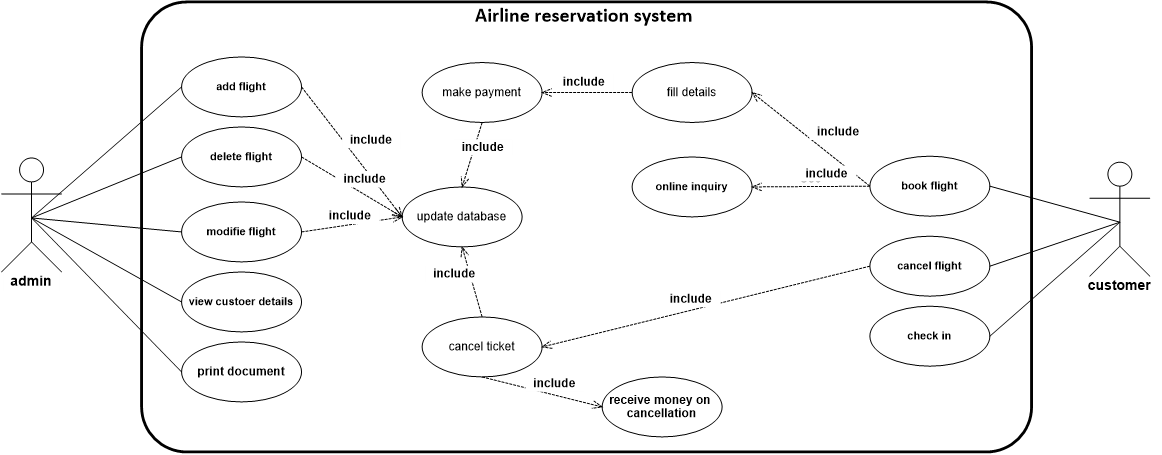 Airline reservation system
add flight
make payment
include
fill details
include
include
delete flight
include
include
include
online inquiry
include
book flight
include
update database
modifie flight
admin
customer
include
cancel flight
view custoer details
include
cancel ticket
check in
print document
include
receive money on
cancellation